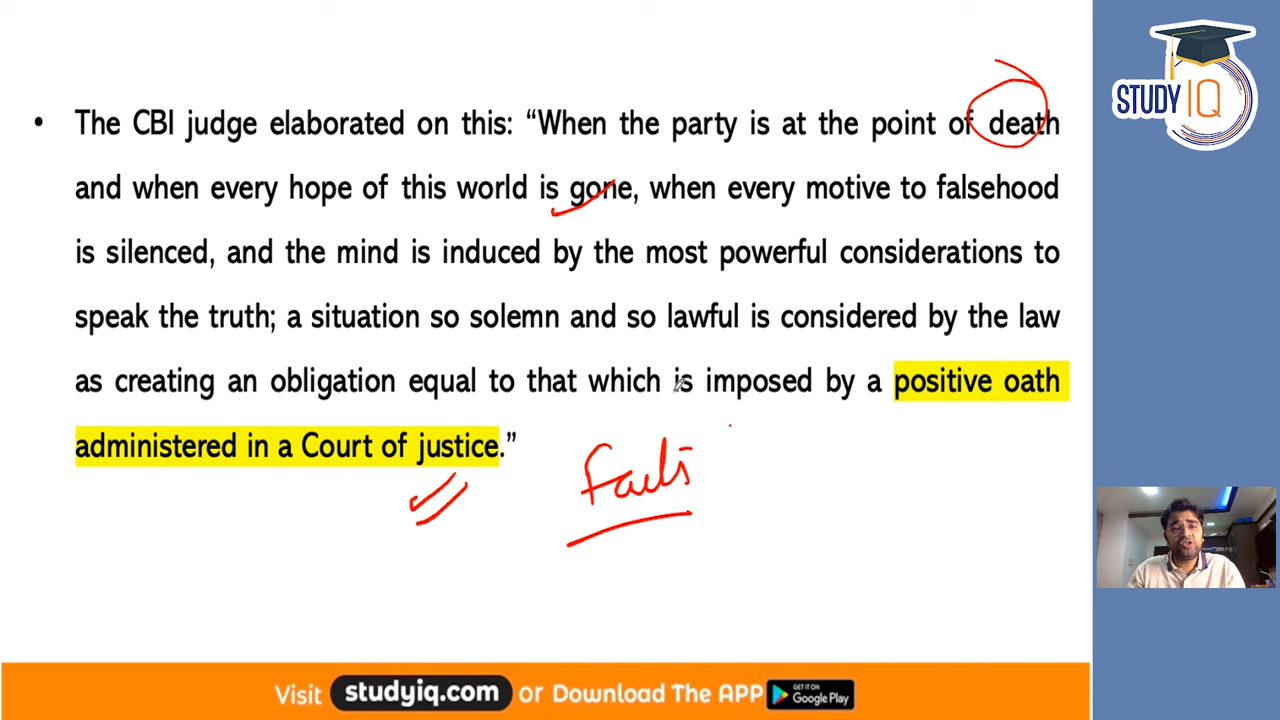 STUDY IQ
• The CBI judge elaborated on this: “When the party is at the point of death
and when every hope of this world is gone, when every motive to falsehood
is silenced, and the mind is induced by the most powerful considerations to
speak the truth; a situation so solemn and so lawful is considered by the law
as creating an obligation equal to that which is imposed by a positive oath
administered in a Court of justice.”
Facts
Visit studyiq.com or Download The APP GET IT ON Google Play